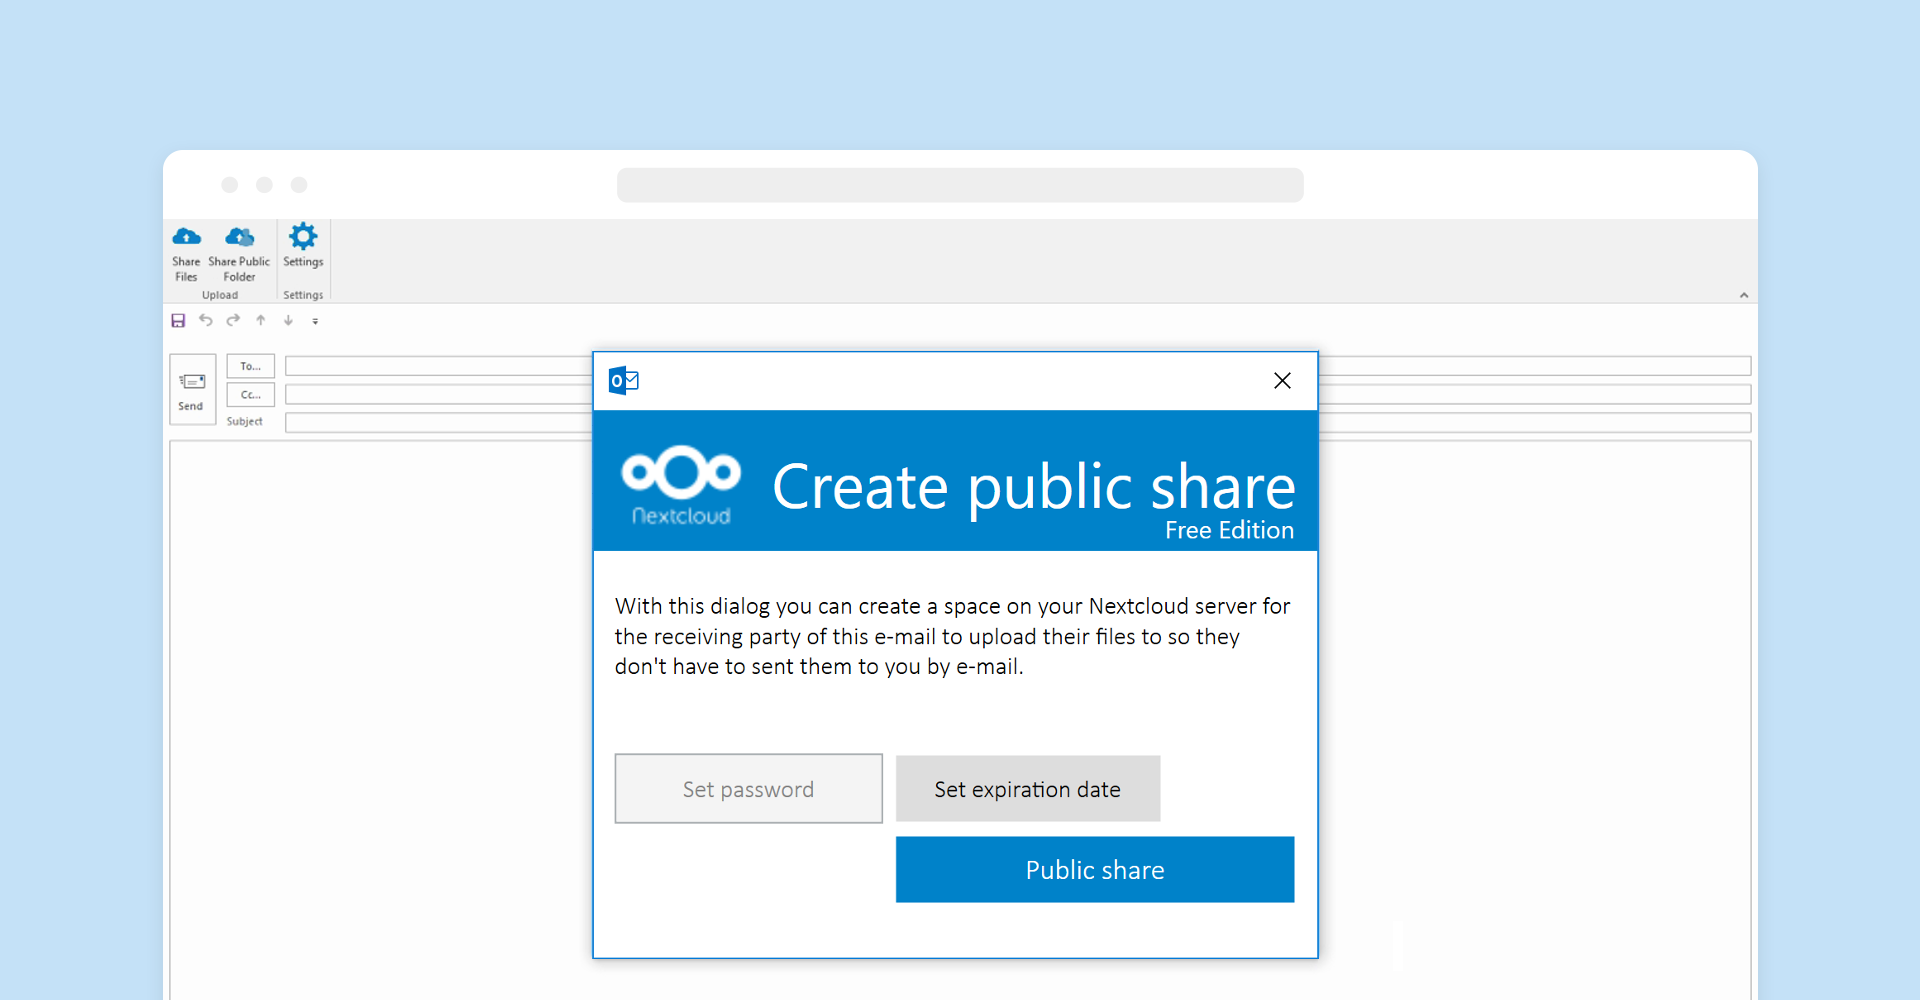 Share Files
Share Public Folder
Settings
Upload
Settings
To...
Cc...
Send
Subject
Nextcloud
Create public share
Free Edition
With this dialog you can create a space on your Nextcloud server for
the receiving party of this e-mail to upload their files to so they
don't have to sent them to you by e-mail.
Set password
Set expiration date
Public share